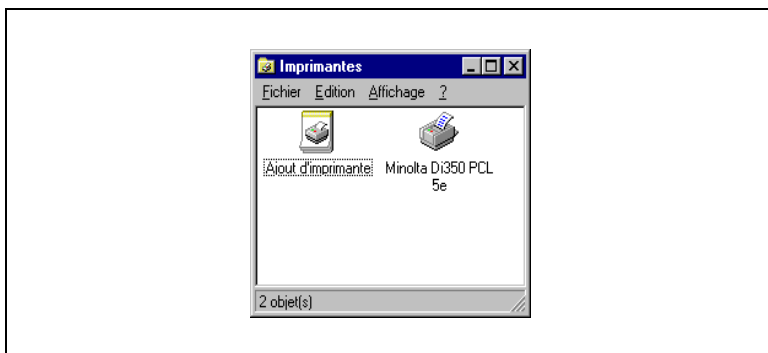 Imprimantes
Fichier Edition Affichage ?
Ajout d'imprimante Minolta Di350 PCL
5e
2 objet(s)